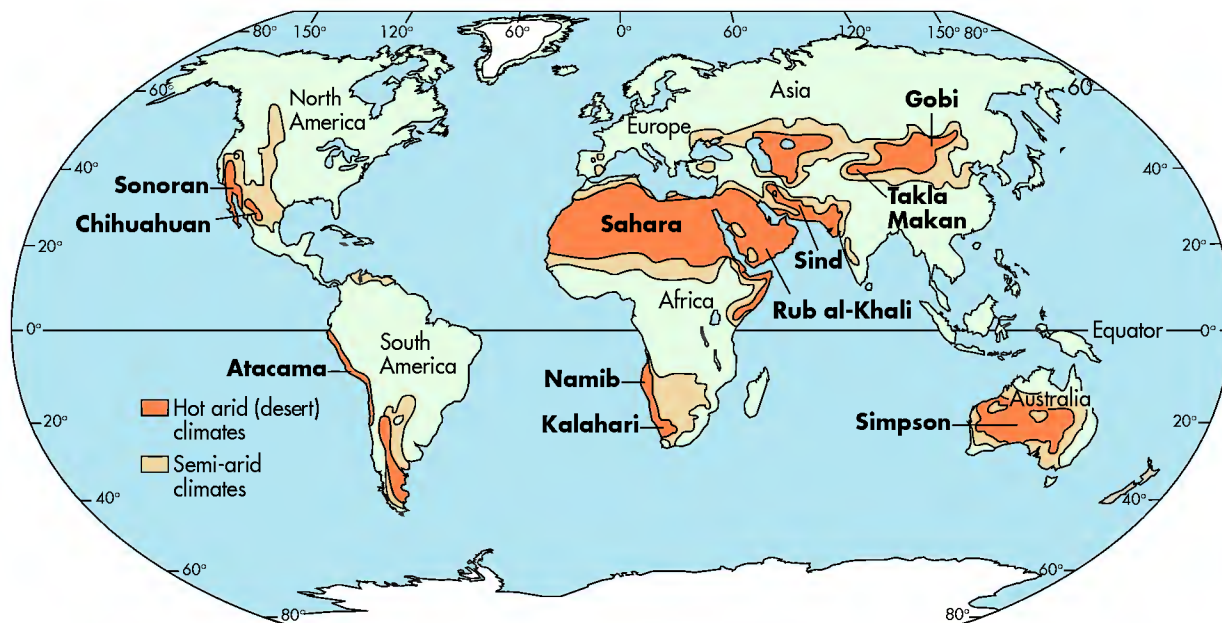 80° 150° 120° 60° 0° 60° 120° 150° 80°
60°
North
America
Europe
Asia
Gobi
60°
40°
Sonoran
Chihuahuan
Takla
Makan
40°
20°
Sahara
Sind
20°
Africa
Rub al-Khali
0°
South
America
Equator
0°
Atacama
Namib
Kalahari
Australia
Simpson
20°
20°
Hot arid (desert)
climates
Semi-arid
climates
40°
40°
60°
60°
80°
80°